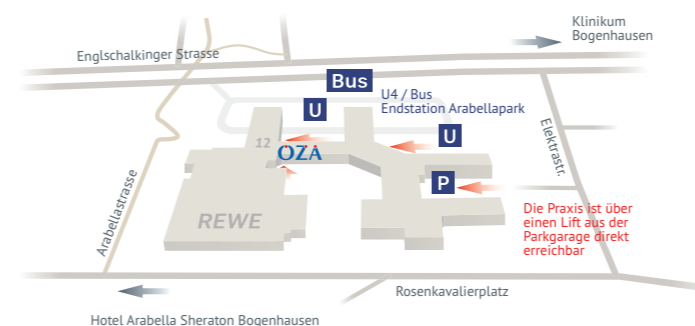 Klinikum
Bogenhausen
Englschalkinger Strasse
Bus
U4 / Bus
Endstation Arabellapark
U
U
12
OZA
P
Elektrastr.
Arabellastrasse
REWE
Die Praxis ist über
einen Lift aus der
Parkgarage direkt
erreichbar
Rosenkavalierplatz
Hotel Arabella Sheraton Bogenhausen